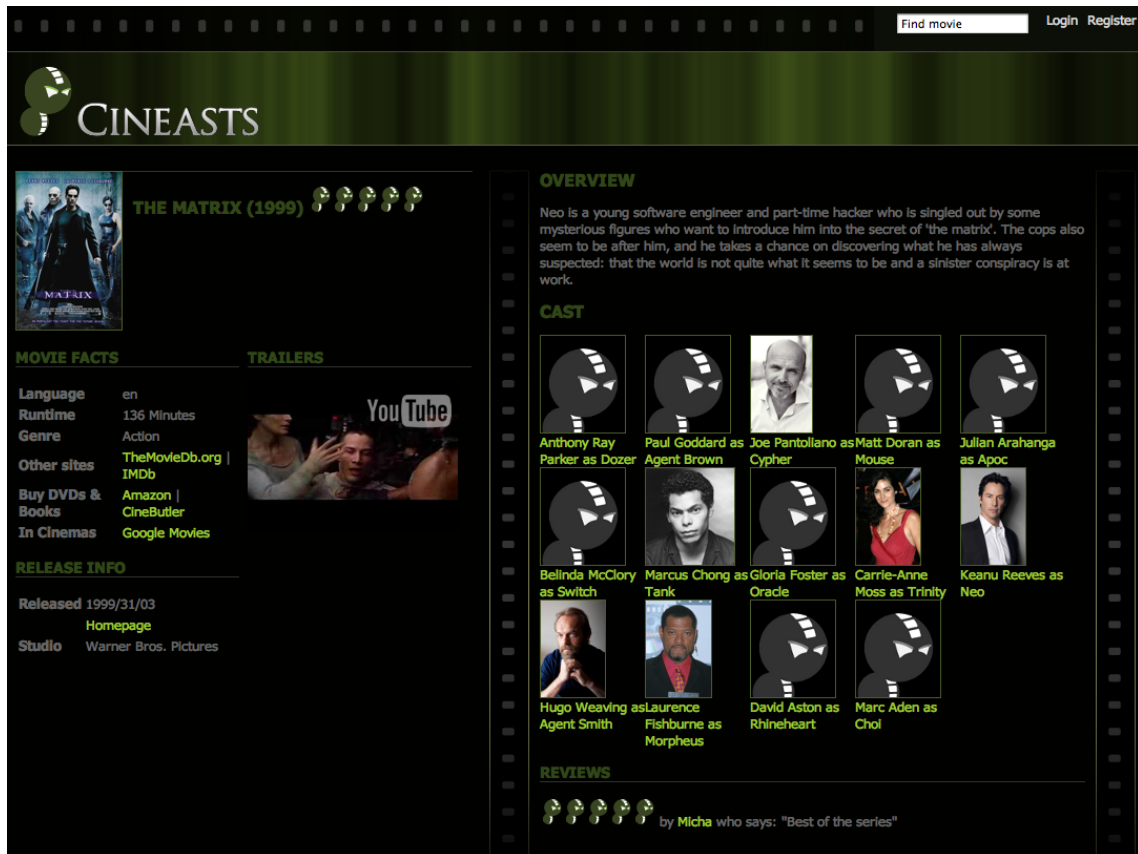 Find movie
Login Register
CINEASTS
MATRIX
THE MATRIX (1999)
MOVIE FACTS
Language en
Runtime 136 Minutes
Genre Action
Other sites TheMovieDb.org |
IMDb
Buy DVDs & Amazon |
Books CineButler
In Cinemas Google Movies
TRAILERS
YouTube
RELEASE INFO
Released 1999/31/03
Homepage
Studio Warner Bros. Pictures
OVERVIEW
Neo is a young software engineer and part-time hacker who is singled out by some
mysterious figures who want to introduce him into the secret of 'the matrix'. The cops also
seem to be after him, and he takes a chance on discovering what he has always
suspected: that the world is not quite what it seems to be and a sinister conspiracy is at
work.
CAST
Anthony Ray
Parker as Dozer
Paul Goddard as
Agent Brown
Joe Pantoliano as
Cypher
Matt Doran as
Mouse
Julian Arahanga
as Apoc
Belinda McClory
as Switch
Marcus Chong as
Tank
Gloria Foster as
Oracle
Carrie-Anne
Moss as Trinity
Keanu Reeves as
Neo
Hugo Weaving as
Agent Smith
Laurence
Fishburne as
Morpheus
David Aston as
Rhineheart
Marc Aden as
Choi
REVIEWS
by Micha who says: "Best of the series"